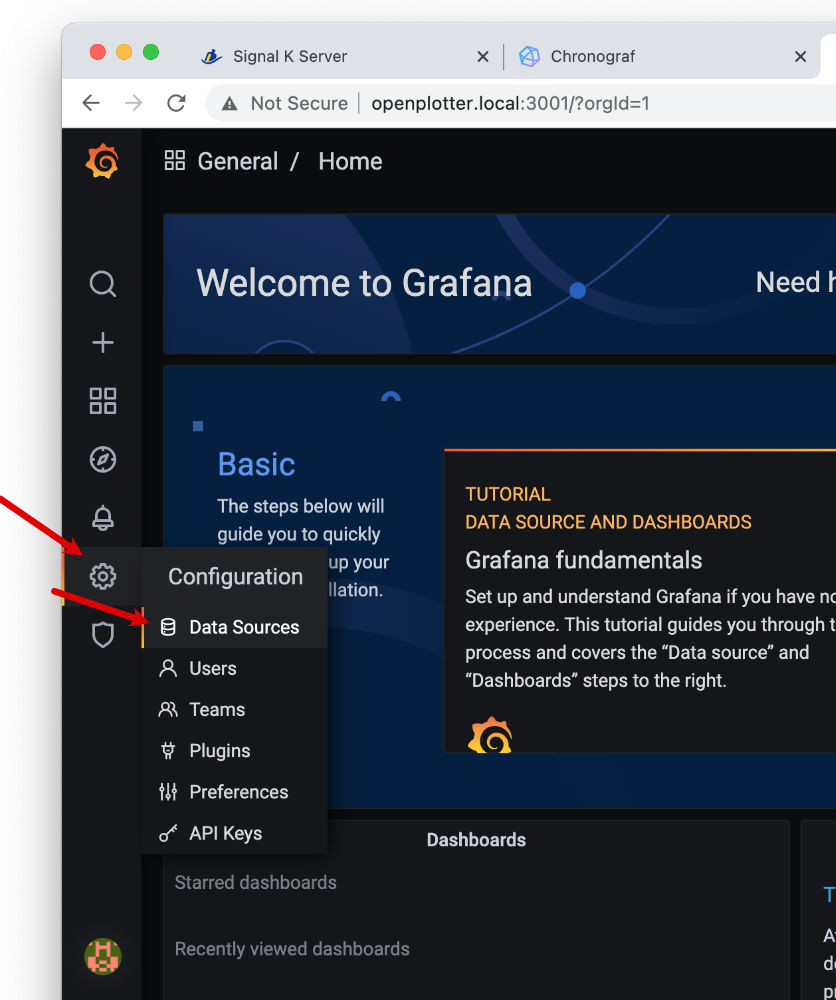 Signal K Server
Chronograf
Not Secure
openplotter.local:3001/?orgId=1
General / Home
Welcome to Grafana
Need
Basic
The steps below will
guide you to quickly
up your
TUTORIAL
DATA SOURCE AND DASHBOARDS
Grafana fundamentals
Set up and understand Grafana if you have no
experience. This tutorial guides you through
process and covers the “Data source” and
“Dashboards” steps to the right.
Configuration
Data Sources
Users
Teams
Plugins
Preferences
API Keys
Dashboards
Starred dashboards
Recently viewed dashboards